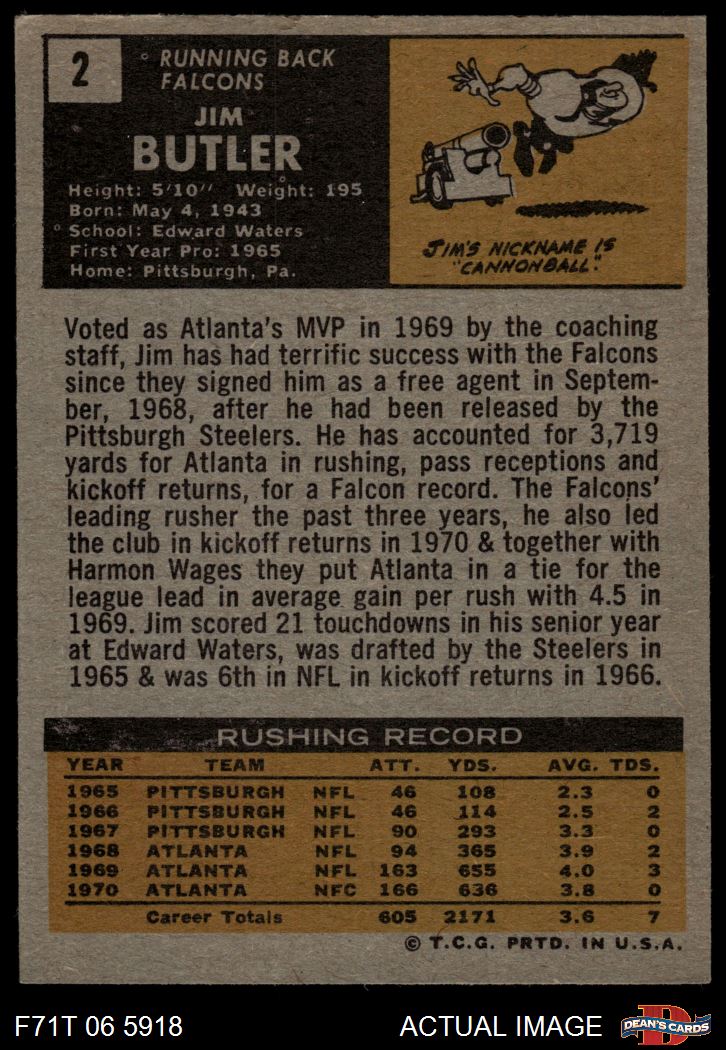 2
RUNNING BACK
FALCONS
JIM
BUTLER
Height: 5'10" Weight: 195
Born: May 4, 1943
School: Edward Waters
First Year Pro: 1965
Home: Pittsburgh, Pa.
JIM'S NICKNAME IS
"CANNONBALL".
Voted as Atlanta's MVP in 1969 by the coaching
staff, Jim has had terrific success with the Falcons
since they signed him as a free agent in Septem-
ber, 1968, after he had been released by the
Pittsburgh Steelers. He has accounted for 3,719
yards for Atlanta in rushing, pass receptions and
kickoff returns, for a Falcon record. The Falcons'
leading rusher the past three years, he also led
the club in kickoff returns in 1970 & together with
Harmon Wages they put Atlanta in a tie for the
league lead in average gain per rush with 4.5 in
1969. Jim scored 21 touchdowns in his senior year
at Edward Waters, was drafted by the Steelers in
1965 & was 6th in NFL in kickoff returns in 1966.
RUSHING RECORD
YEAR TEAM ATT. YDS. AVG. TDS.
1965 PITTSBURGH NFL 46 108 2.3 0
1966 PITTSBURGH NFL 46 114 2.5 2
1967 PITTSBURGH NFL 90 293 3.3 0
1968 ATLANTA NFL 94 365 3.9 2
1969 ATLANTA NFL 163 655 4.0 3
1970 ATLANTA NFC 166 636 3.8 0
Career Totals 605 2171 3.6 7
© T.C.G. PRTD. IN U.S.A.
F71T 06 5918 ACTUAL IMAGE
D
DEAN'S CARDS